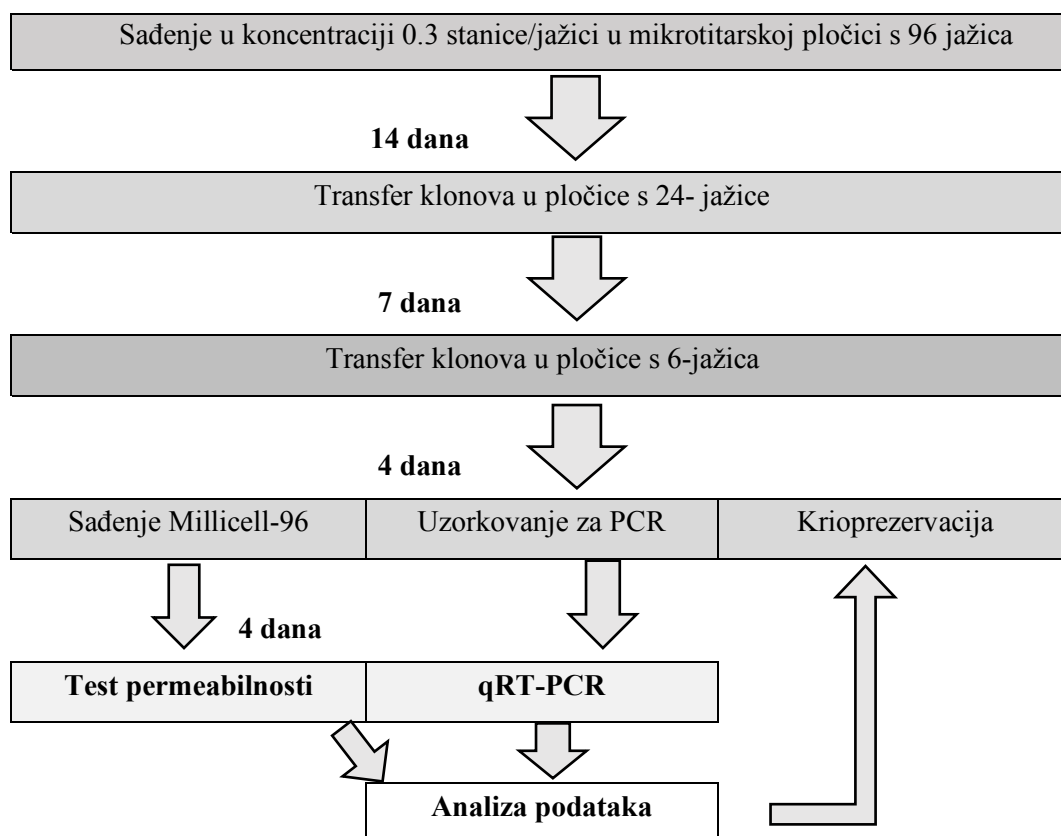 Sađenje u koncentraciji 0.3 stanice/jažici u mikrotitarskoj pločici s 96 jažica
14 dana
Transfer klonova u pločice s 24- jažice
7 dana
Transfer klonova u pločice s 6-jažica
4 dana
Sađenje Millicell-96
Uzorkovanje za PCR
Krioprezervacija
4 dana
Test permeabilnosti
qRT-PCR
Analiza podataka